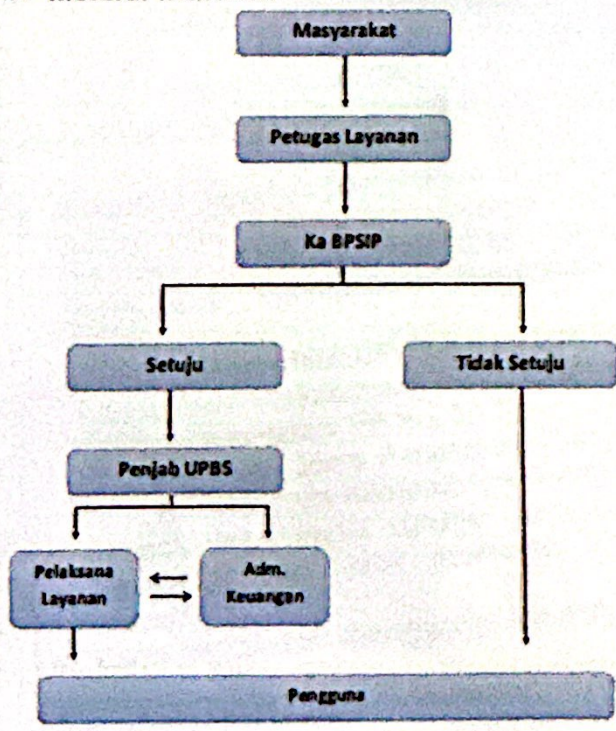 Masyarakat
Petugas Layanan
Ka BPSIP
Setuju
Tidak Setuju
Penjab UPBS
Pelaksana
Layanan
Adm.
Keuangan
Pengguna